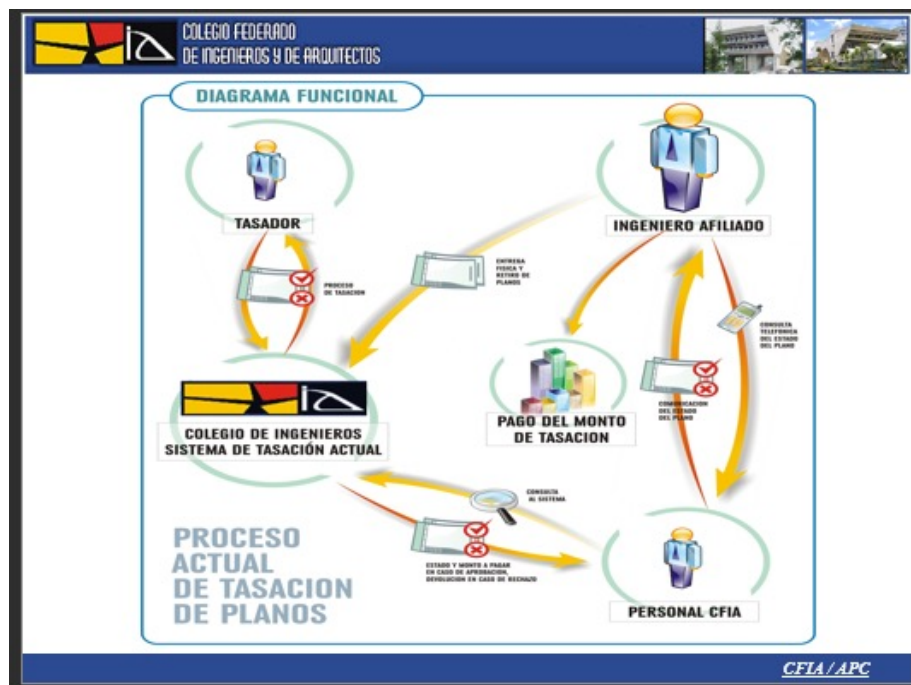 COLEGIO FEDERADO
DE INGENIEROS Y DE ARQUITECTOS
DIAGRAMA FUNCIONAL
TASADOR
INGENIERO AFILIADO
PROCESO
DE TASACION
ENTREGA
FISICA Y
RETIRO DE
PLANOS
CONSULTA
TELEFONICA
DEL ESTADO
DEL PLANO
COMUNICACION
DEL ESTADO
DEL PLANO
COLEGIO DE INGENIEROS
SISTEMA DE TASACIÓN ACTUAL
PAGO DEL MONTO
DE TASACION
CONSULTA
AL SISTEMA
ESTADO Y MONTO A PAGAR
EN CASO DE APROBACION,
DEVOLUCION EN CASO DE RECHAZO
PROCESO
ACTUAL
DE TASACION
DE PLANOS
PERSONAL CFIA
CFIA / APC